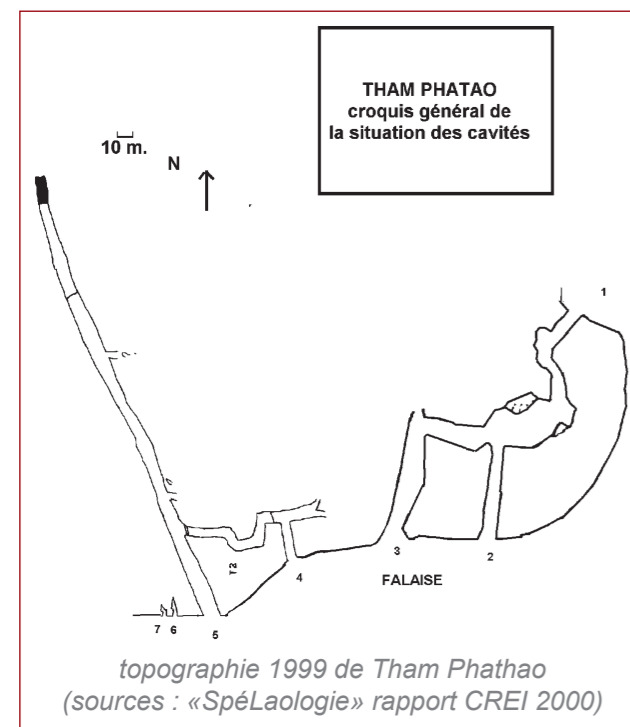 THAM PHATAO
croquis général de
la situation des cavités
10 m.
N
1
?
3
2
T2
4
FALAISE
7 6
5
topographie 1999 de Tham Phathao
(sources : «SpéLaologie» rapport CREI 2000)